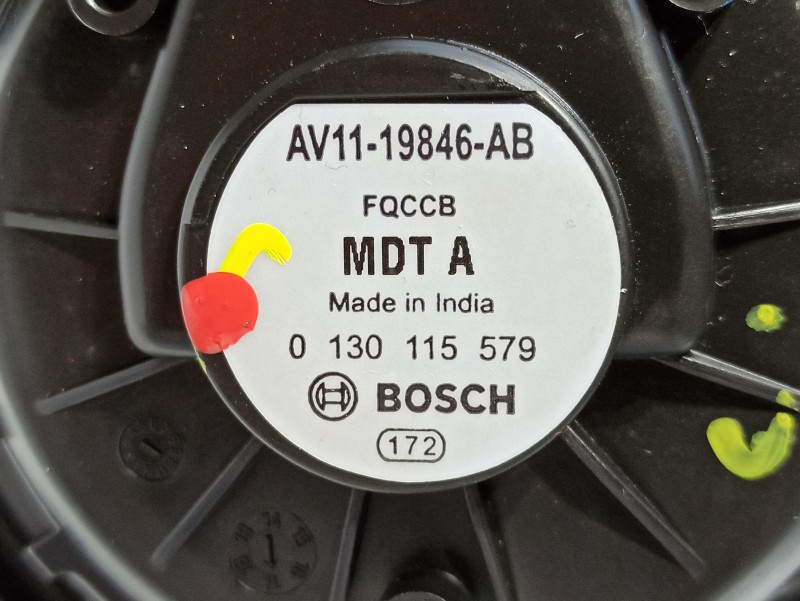 AV11-19846-AB
FQCCB
MDT A
Made in India
0 130 115 579
BOSCH
172